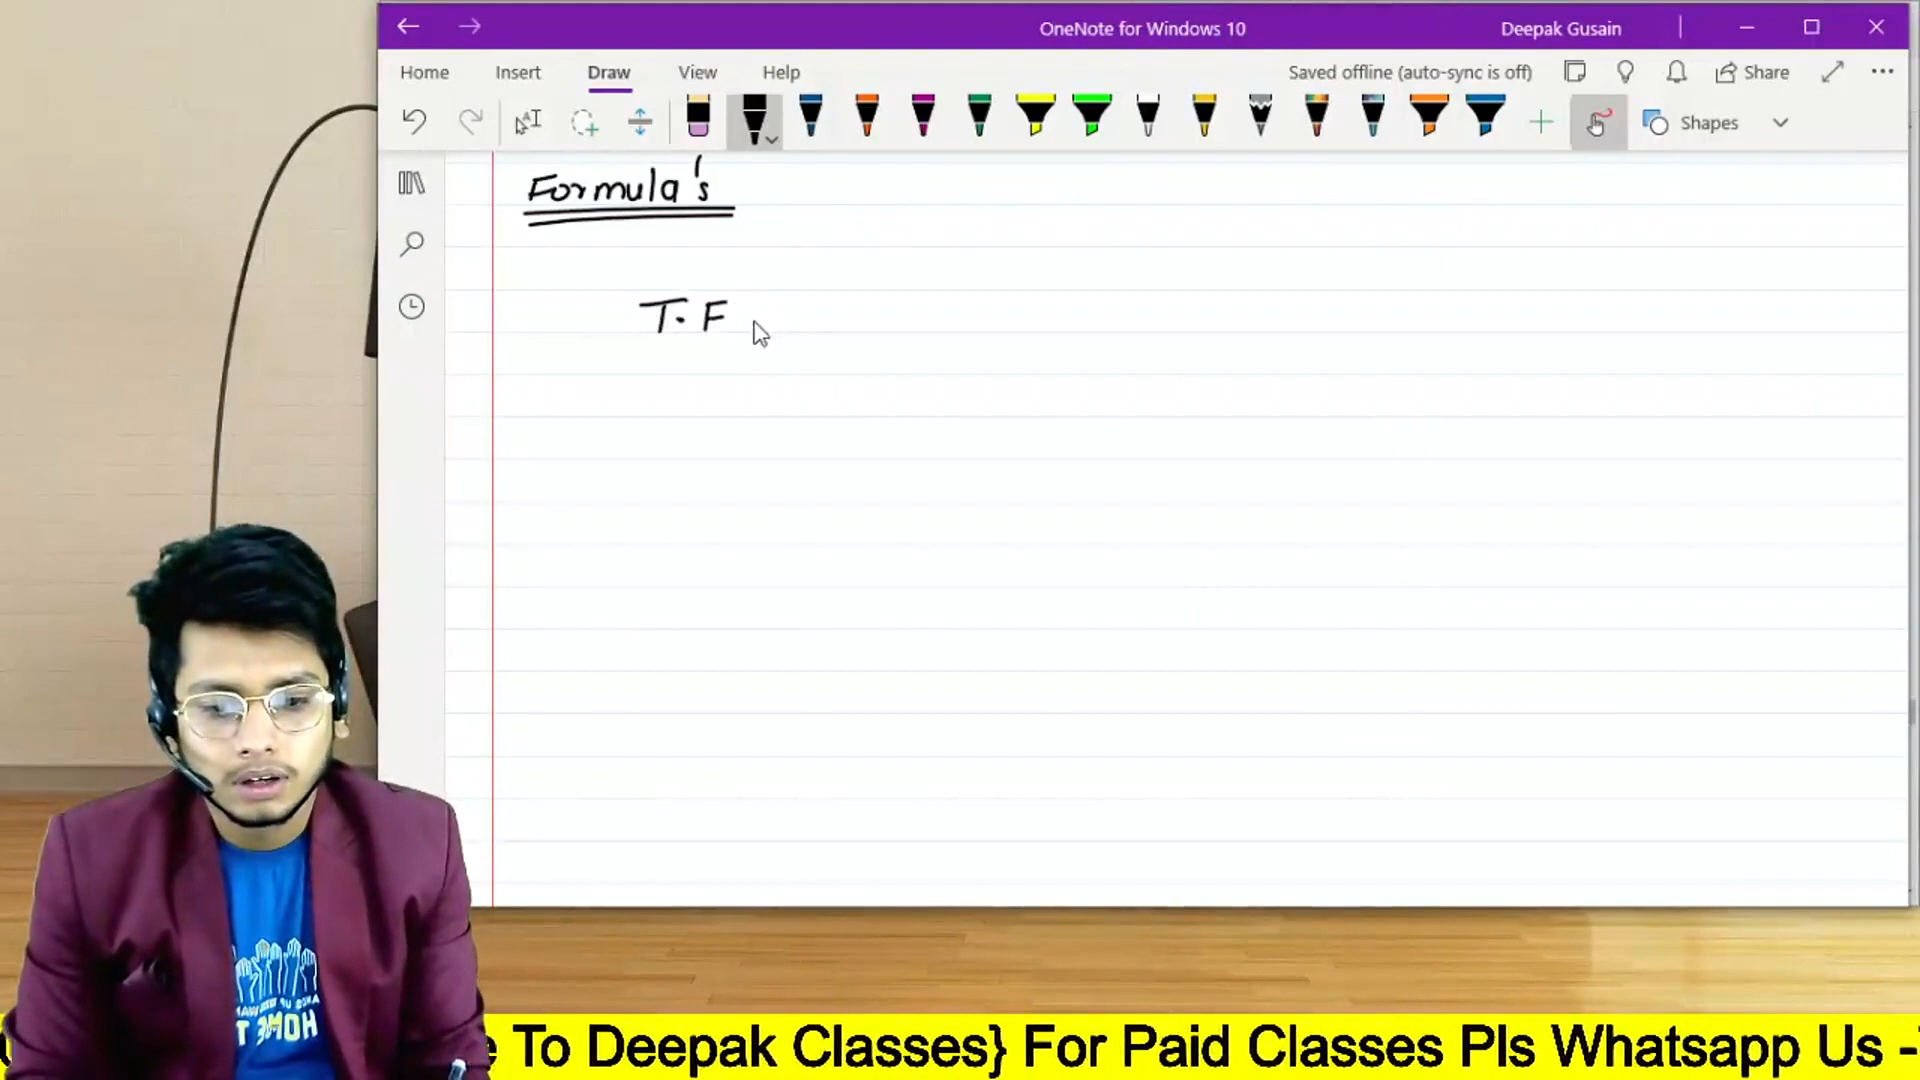 OneNote for Windows 10
Deepak Gusain
Home Insert Draw View Help
Saved offline (auto-sync is off)
Share
Shapes
Formula's
T. F
HOME T
e To Deepak Classes} For Paid Classes Pls Whatsapp Us -